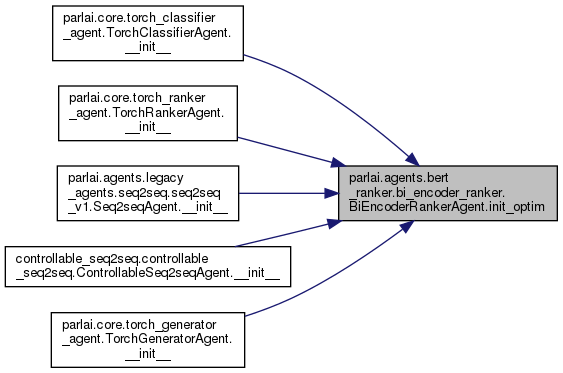 parlai.core.torch_classifier
_agent.TorchClassifierAgent.
__init__
parlai.core.torch_ranker
_agent.TorchRankerAgent.
__init__
parlai.agents.legacy
_agents.seq2seq.seq2seq
_v1.Seq2seqAgent.__init__
controllable_seq2seq.controllable
_seq2seq.ControllableSeq2seqAgent.__init__
parlai.core.torch_generator
_agent.TorchGeneratorAgent.
__init__
parlai.agents.bert
_ranker.bi_encoder_ranker.
BiEncoderRankerAgent.init_optim